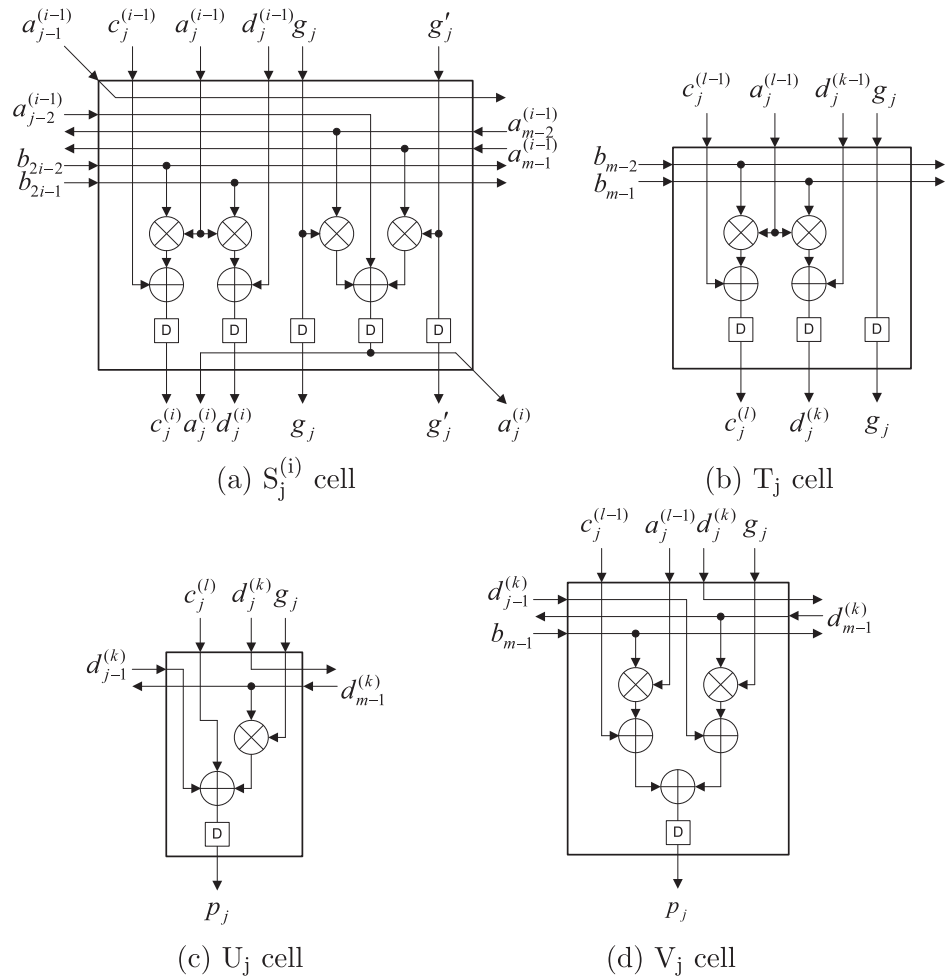 a_{j-1}^{(i-1)} c_j^{(i-1)} a_j^{(i-1)} d_j^{(i-1)} g_j g'_j
a_{j-2}^{(i-1)} a_{m-2}^{(i-1)}
a_{m-1}^{(i-1)}
b_{2i-2}
b_{2i-1}
D D D D D
c_j^{(i)} a_j^{(i)} d_j^{(i)} g_j g'_j a_j^{(i)}
(a) S_j^{(i)} cell
c_j^{(l-1)} a_j^{(l-1)} d_j^{(k-1)} g_j
b_{m-2}
b_{m-1}
D D D
c_j^{(l)} d_j^{(k)} g_j
(b) T_j cell
c_j^{(l)} d_j^{(k)} g_j
d_{j-1}^{(k)} d_{m-1}^{(k)}
D
p_j
(c) U_j cell
c_j^{(l-1)} a_j^{(l-1)} d_j^{(k)} g_j
d_{j-1}^{(k)} d_{m-1}^{(k)}
b_{m-1}
D
p_j
(d) V_j cell